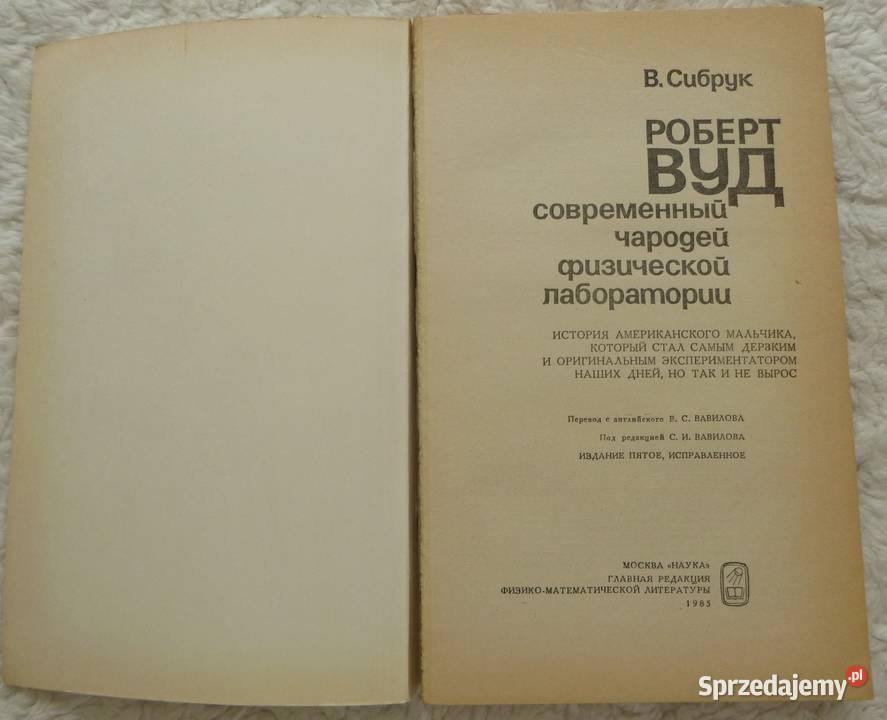 В. Сибрук
РОБЕРТ
ВУД
современный
чародей
физической
лаборатории
ИСТОРИЯ АМЕРИКАНСКОГО МАЛЬЧИКА,
КОТОРЫЙ СТАЛ САМЫМ ДЕРЗКИМ
И ОРИГИНАЛЬНЫМ ЭКСПЕРИМЕНТАТОРОМ
НАШИХ ДНЕЙ, НО ТАК И НЕ ВЫРОС
Перевод с английского В. С. ВАВИЛОВА
Под редакцией С. И. ВАВИЛОВА
ИЗДАНИЕ ПЯТОЕ, ИСПРАВЛЕННОЕ
МОСКВА «НАУКА»
ГЛАВНАЯ РЕДАКЦИЯ
ФИЗИКО-МАТЕМАТИЧЕСКОЙ ЛИТЕРАТУРЫ
1985
Sprzedajemy.pl